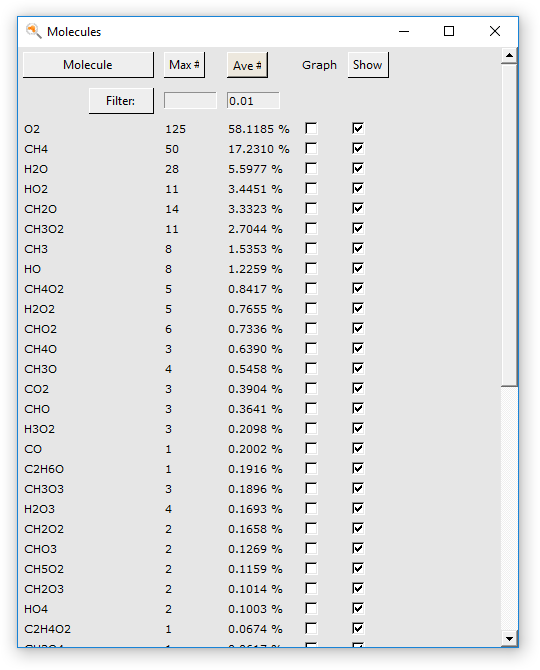 Molecules
Molecule Max # Ave # Graph Show
Filter: 0.01
O2 125 58.1185 %
CH4 50 17.2310 %
H2O 28 5.5977 %
HO2 11 3.4451 %
CH2O 14 3.3323 %
CH3O2 11 2.7044 %
CH3 8 1.5353 %
HO 8 1.2259 %
CH4O2 5 0.8417 %
H2O2 5 0.7655 %
CHO2 6 0.7336 %
CH4O 3 0.6390 %
CH3O 4 0.5458 %
CO2 3 0.3904 %
CHO 3 0.3641 %
H3O2 3 0.2098 %
CO 1 0.2002 %
C2H6O 1 0.1916 %
CH3O3 3 0.1896 %
H2O3 4 0.1693 %
CH2O2 2 0.1658 %
CHO3 2 0.1269 %
CH5O2 2 0.1159 %
CH2O3 2 0.1014 %
HO4 2 0.1003 %
C2H4O2 1 0.0674 %